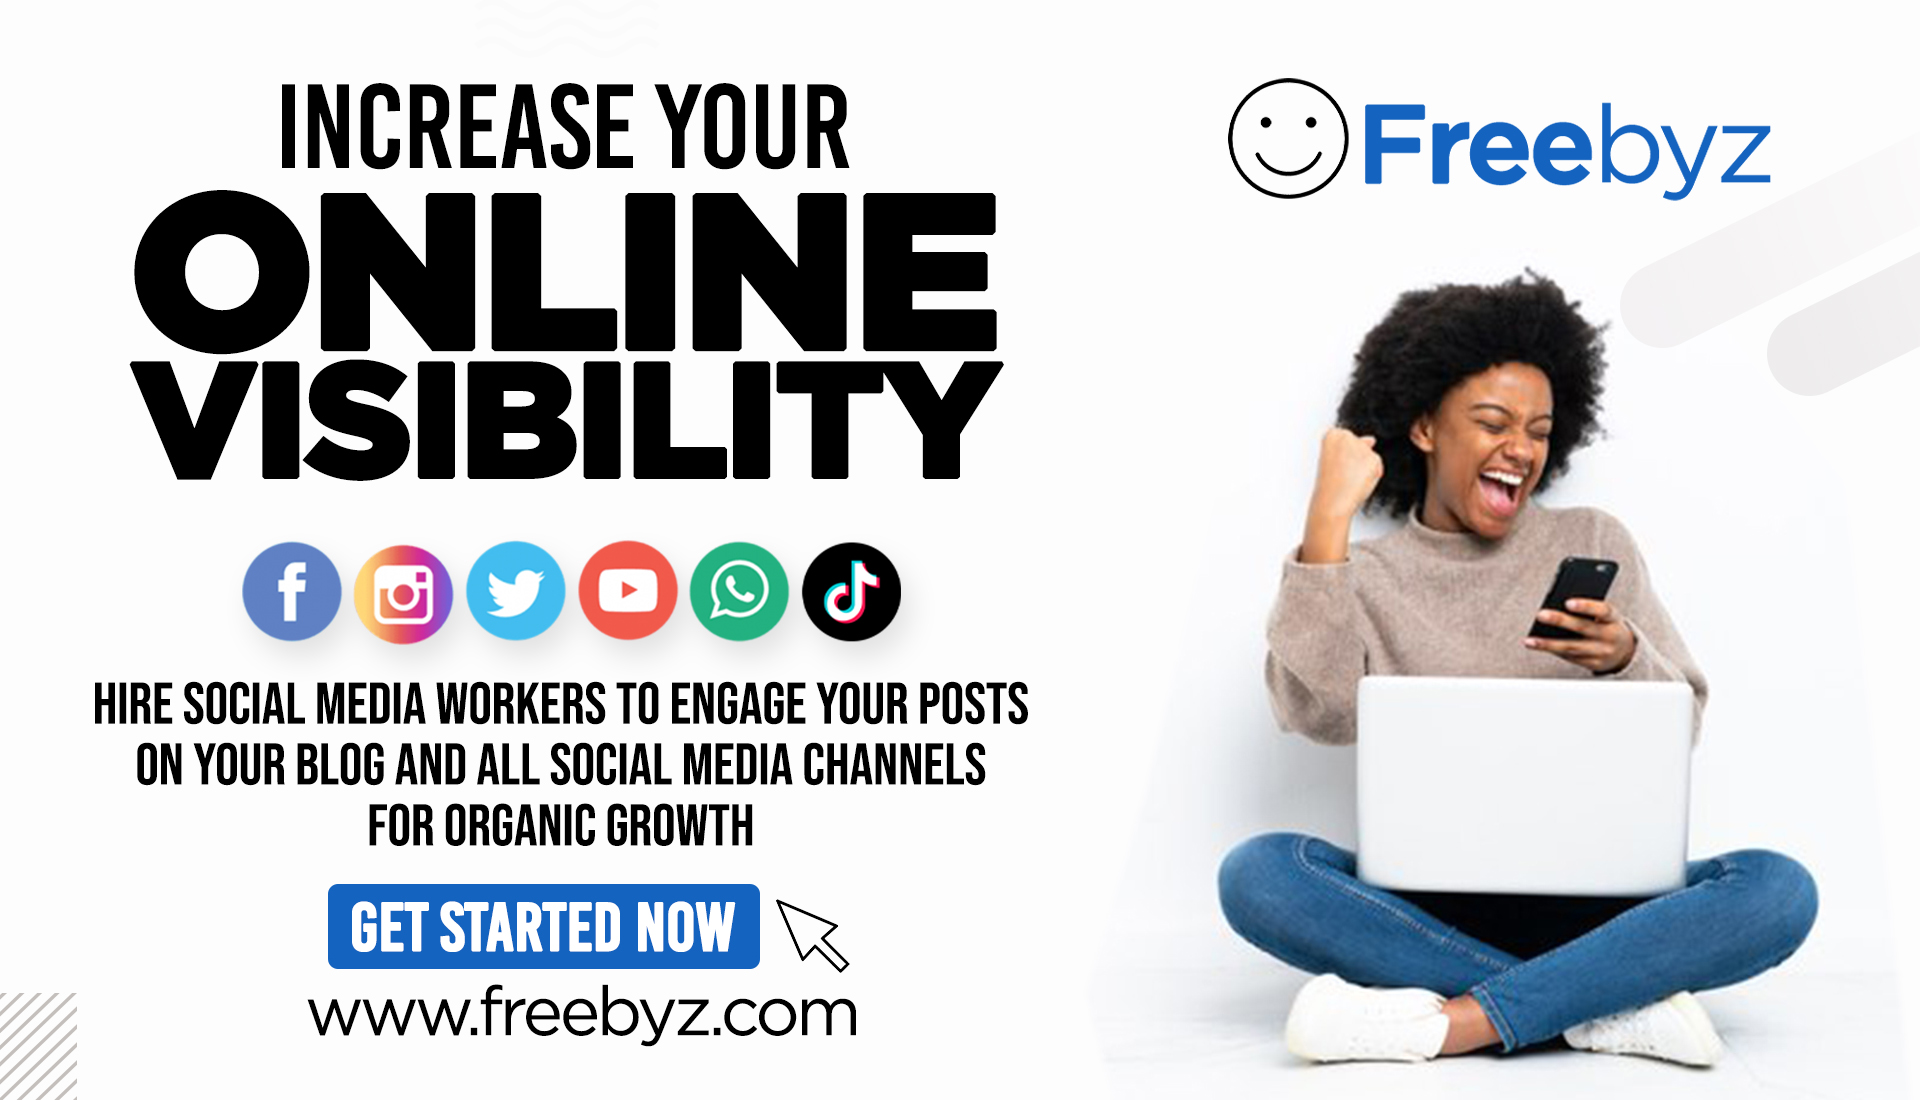 INCREASE YOUR
ONLINE
VISIBILITY
HIRE SOCIAL MEDIA WORKERS TO ENGAGE YOUR POSTS
ON YOUR BLOG AND ALL SOCIAL MEDIA CHANNELS
FOR ORGANIC GROWTH
GET STARTED NOW
www.freebyz.com
Freebyz